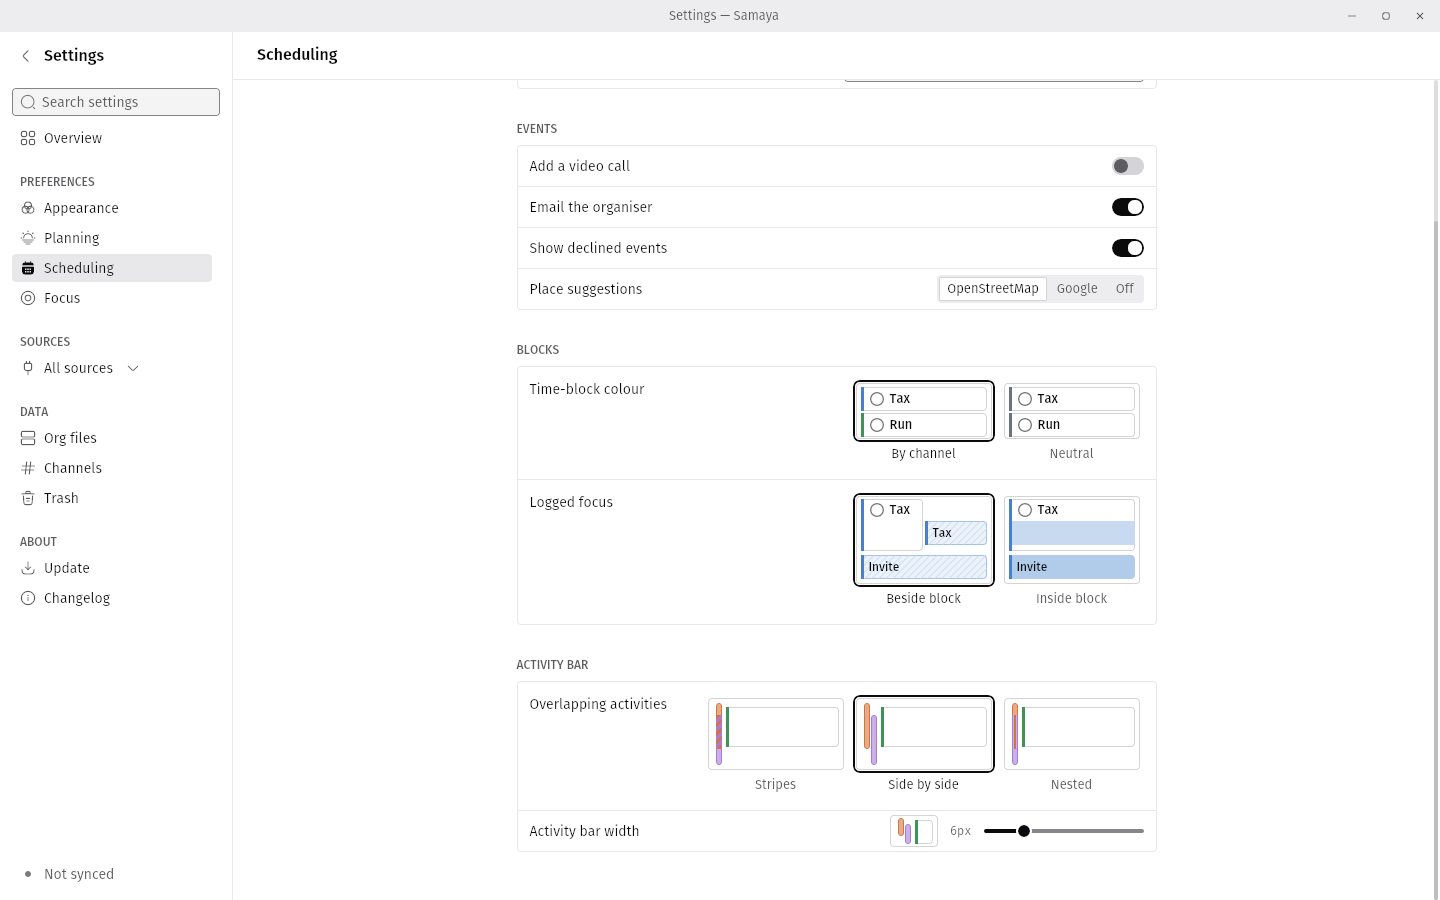 Settings — Samaya
Settings
Scheduling
Search settings
Overview
PREFERENCES
Appearance
Planning
Scheduling
Focus
SOURCES
All sources
DATA
Org files
Channels
Trash
ABOUT
Update
Changelog
Not synced
EVENTS
Add a video call
Email the organiser
Show declined events
Place suggestions
OpenStreetMap Google Off
BLOCKS
Time-block colour
Tax
Run
By channel
Tax
Run
Neutral
Logged focus
Tax
Tax
Invite
Beside block
Tax
Invite
Inside block
ACTIVITY BAR
Overlapping activities
Stripes
Side by side
Nested
Activity bar width
6px